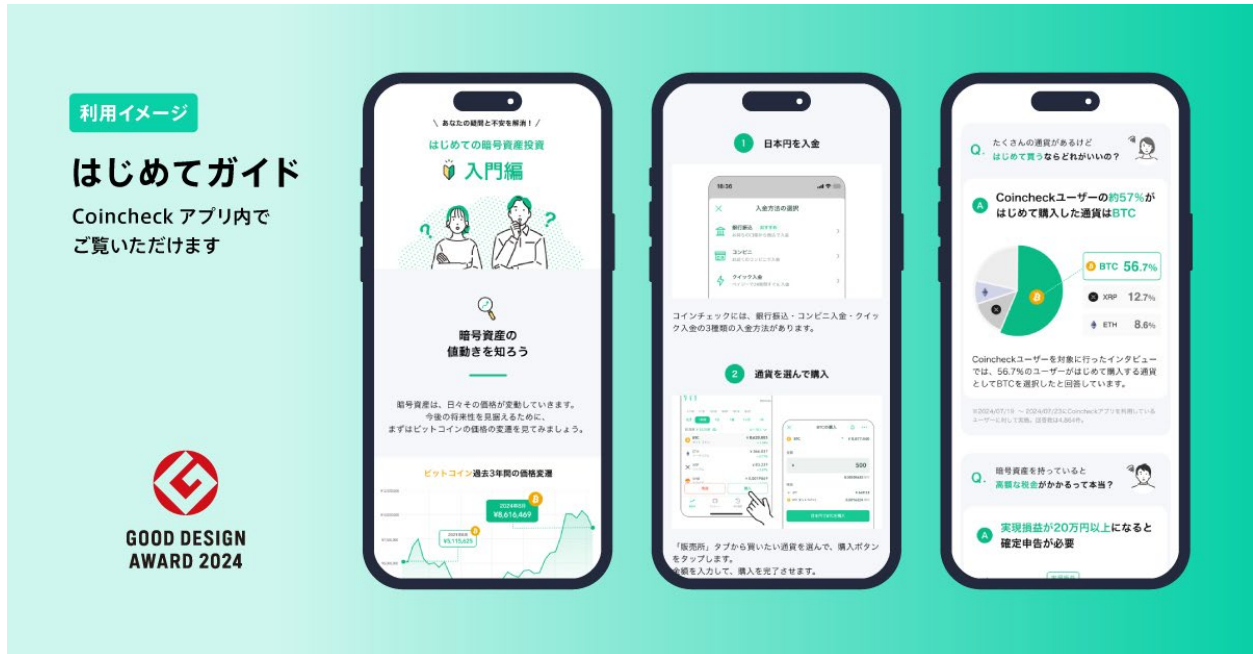 利用イメージ
はじめてガイド
Coincheck アプリ内で
ご覧いただけます
GOOD DESIGN
AWARD 2024
\ あなたの疑問と不安を解消！ /
はじめての暗号資産投資
入門編
?
?
暗号資産の
値動きを知ろう
暗号資産は、日々その価格が変動していきます。
今後の将来性を見据えるために、
まずはビットコインの価格の変遷を見てみましょう。
ビットコイン過去3年間の価格変遷
¥8,616,469
1 日本円を入金
入金方法の選択
銀行振込
コンビニ
クイック入金
コインチェックには、銀行振込・コンビニ入金・クイッ
ク入金の3種類の入金方法があります。
2 通貨を選んで購入
BTCの購入
500
「販売所」タブから買いたい通貨を選んで、購入ボタン
をタップします。
金額を入力して、購入を完了させます。
Q. たくさんの通貨があるけど
はじめて買うならどれがいいの？
A Coincheckユーザーの約57%が
はじめて購入した通貨はBTC
BTC 56.7%
XRP 12.7%
ETH 8.6%
Coincheckユーザーを対象に行ったインタビュー
では、56.7%のユーザーがはじめて購入する通貨
としてBTCを選択したと回答しています。
Q. 暗号資産を持っていると
高額な税金がかかるって本当？
A 実現損益が20万円以上になると
確定申告が必要